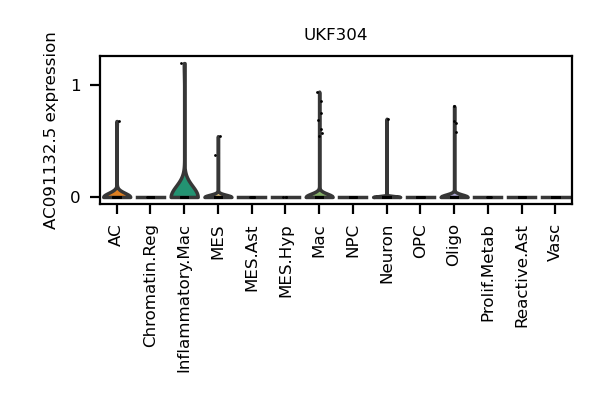 UKF304
AC091132.5 expression
1
0
AC
Chromatin.Reg
Inflammatory.Mac
MES
MES.Ast
MES.Hyp
Mac
NPC
Neuron
OPC
Oligo
Prolif.Metab
Reactive.Ast
Vasc